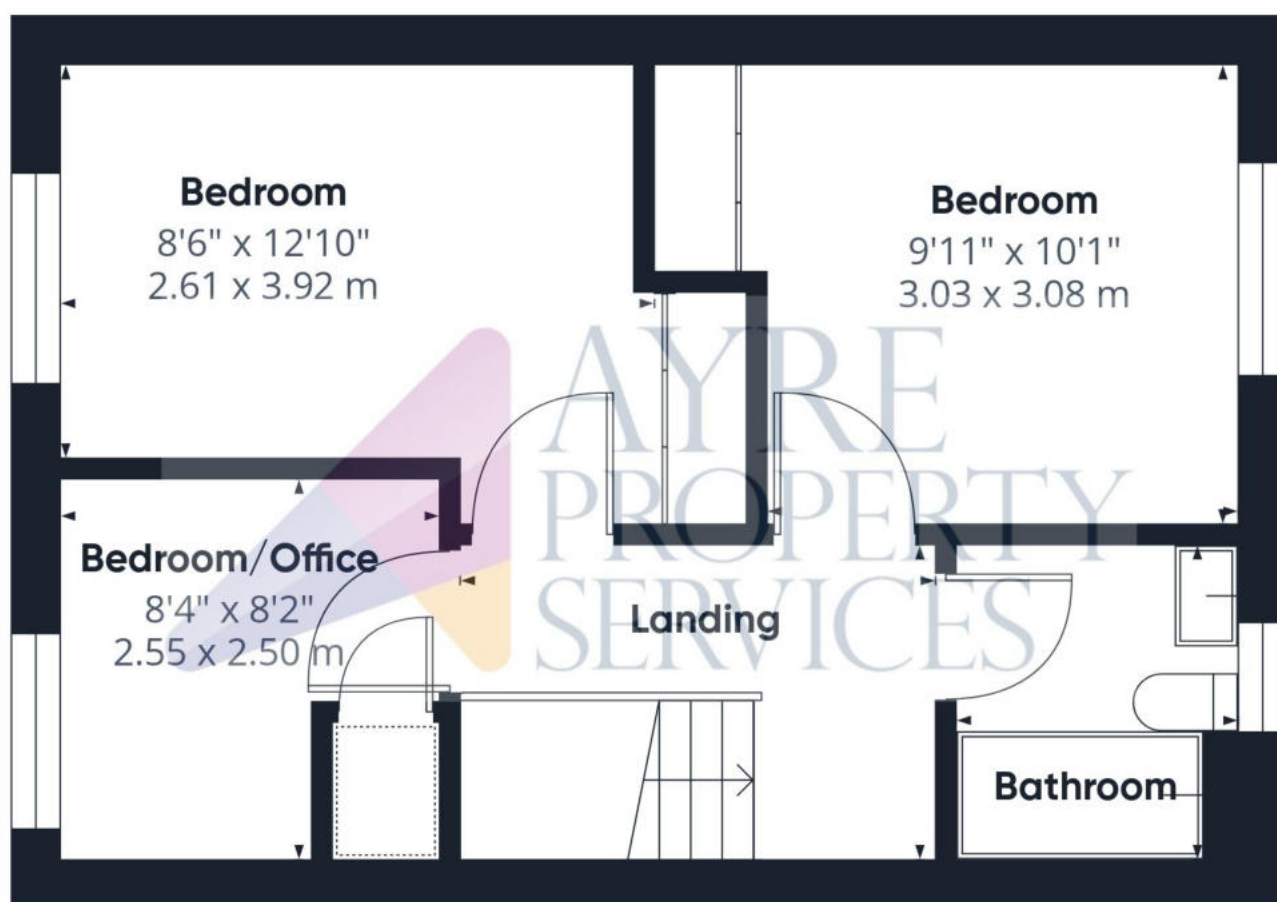 Bedroom
8'6" x 12'10"
2.61 x 3.92 m
Bedroom
9'11" x 10'1"
3.03 x 3.08 m
AYRE
PROPERTY
SERVICES
Bedroom/Office
8'4" x 8'2"
2.55 x 2.50 m
Landing
Bathroom